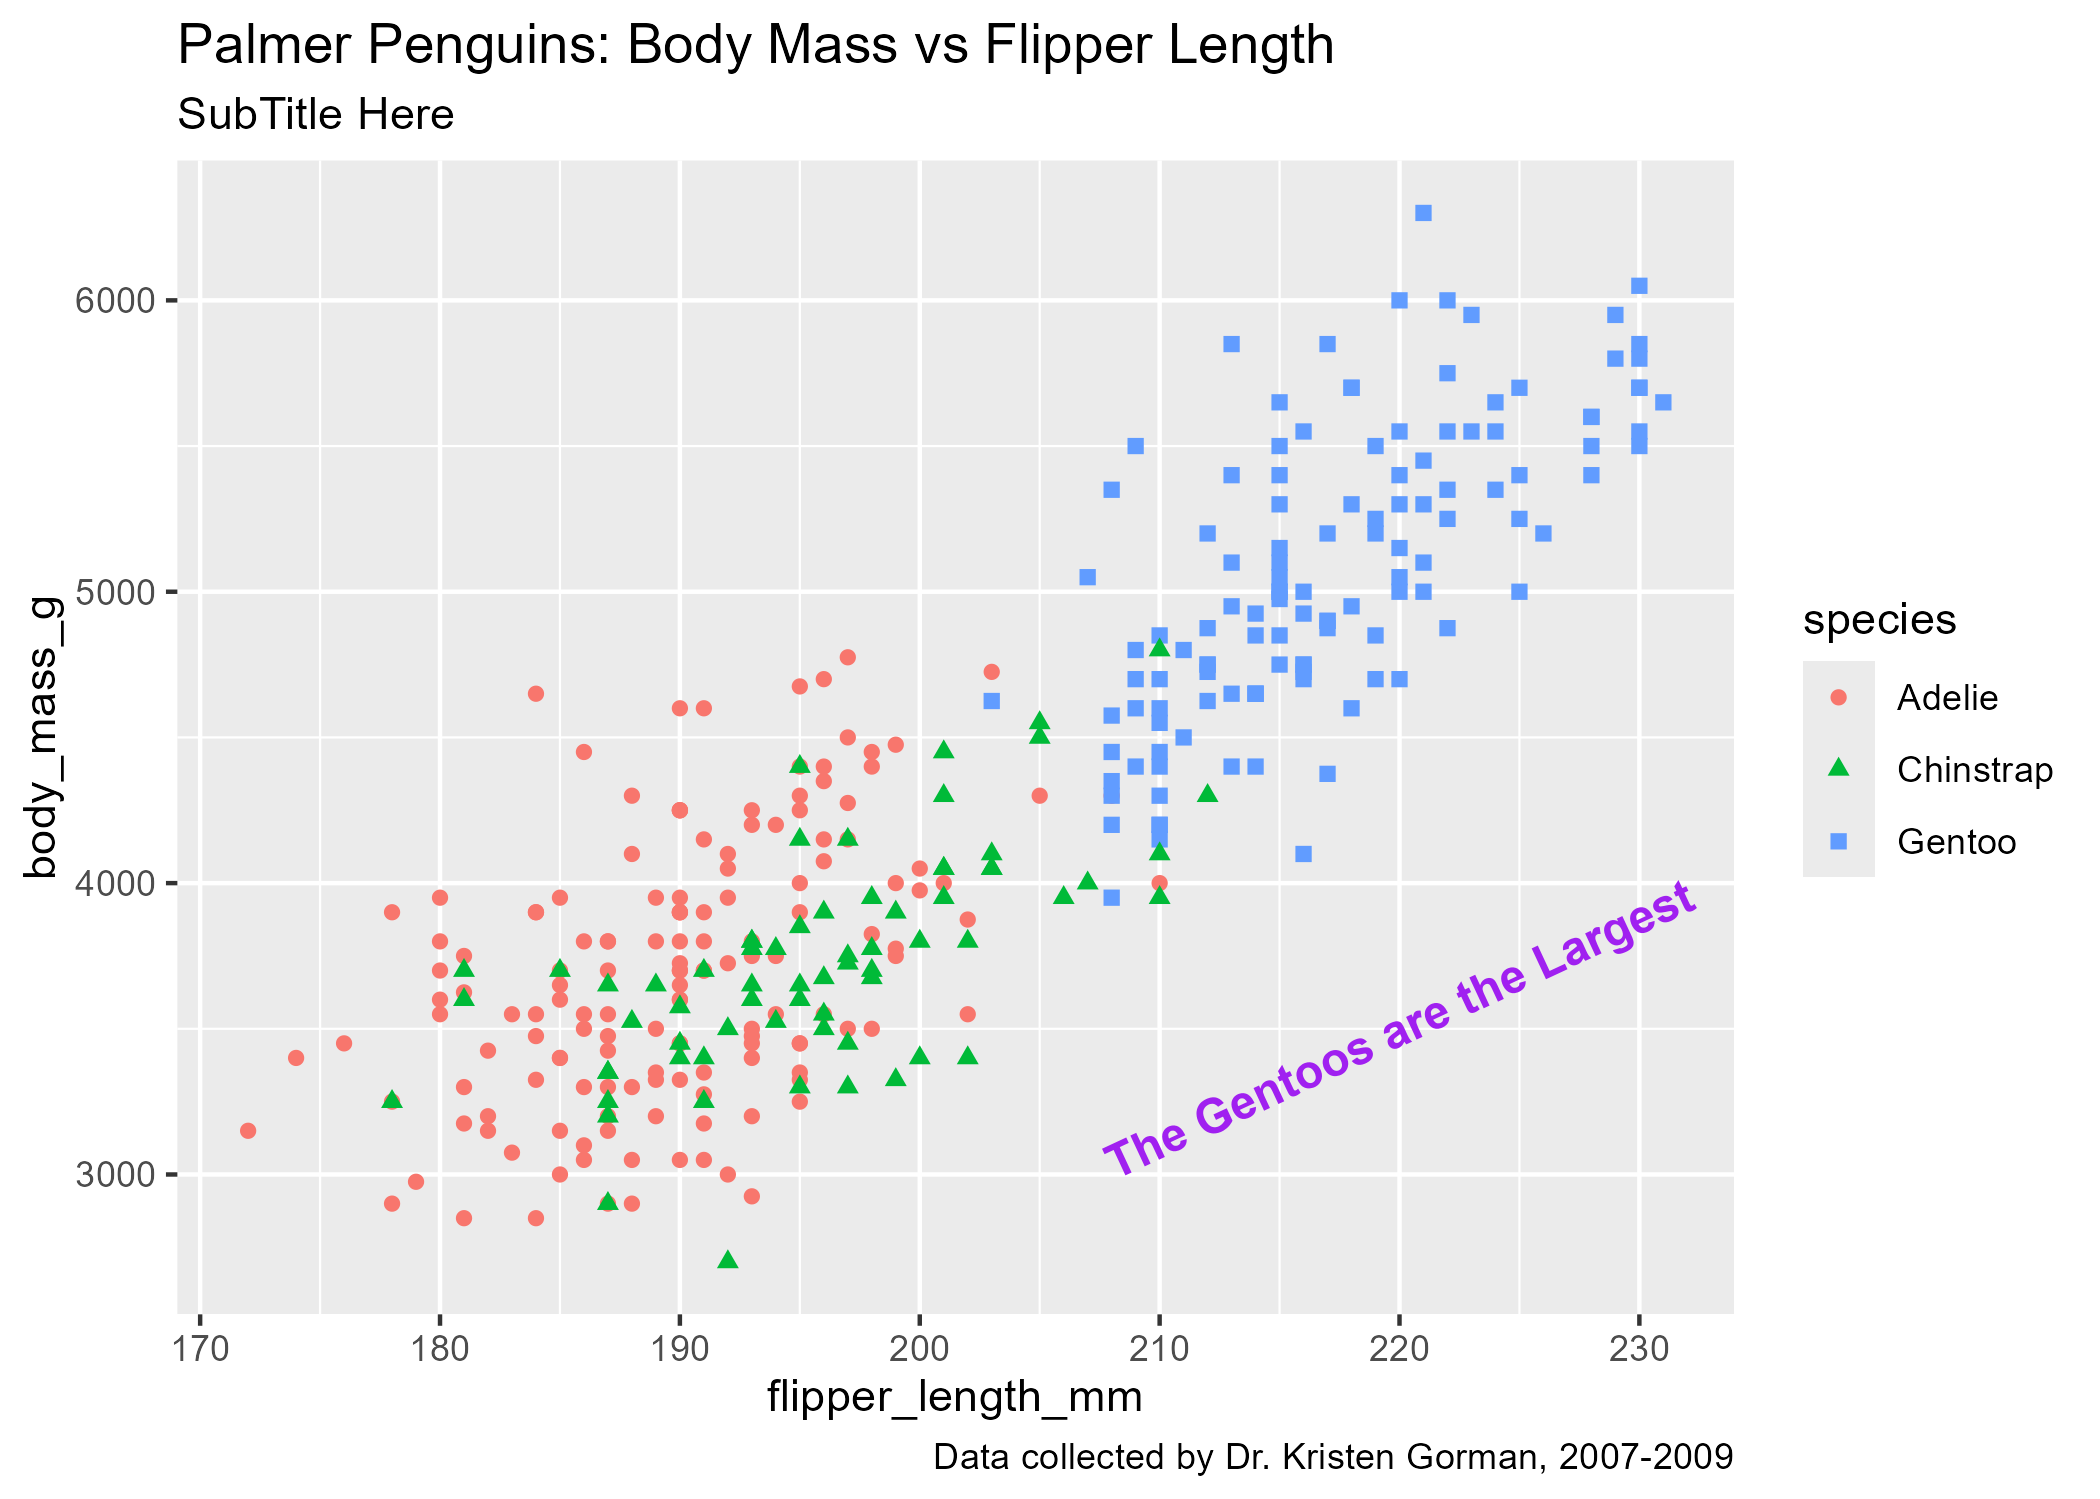 Palmer Penguins: Body Mass vs Flipper Length
SubTitle Here
6000
5000
4000
3000
body_mass_g
The Gentoos are the Largest
170 180 190 200 210 220 230
flipper_length_mm
species
Adelie
Chinstrap
Gentoo
Data collected by Dr. Kristen Gorman, 2007-2009